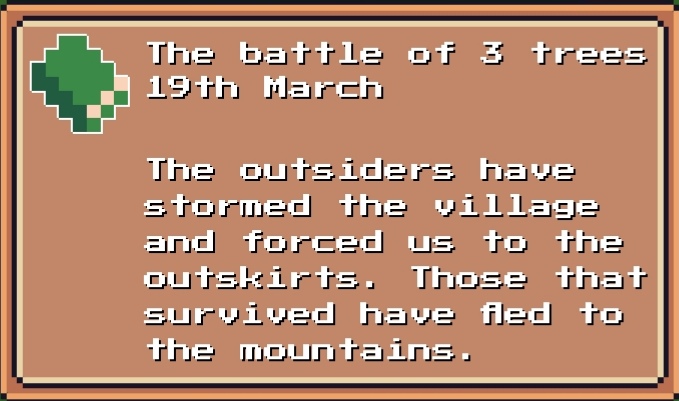 The battle of 3 trees
19th March
The outsiders have
stormed the village
and forced us to the
outskirts. Those that
survived have fled to
the mountains.